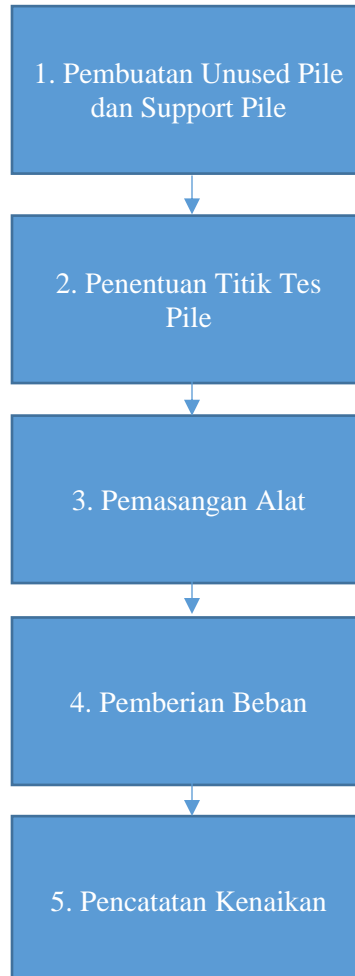 1. Pembuatan Unused Pile
dan Support Pile
2. Penentuan Titik Tes
Pile
3. Pemasangan Alat
4. Pemberian Beban
5. Pencatatan Kenaikan